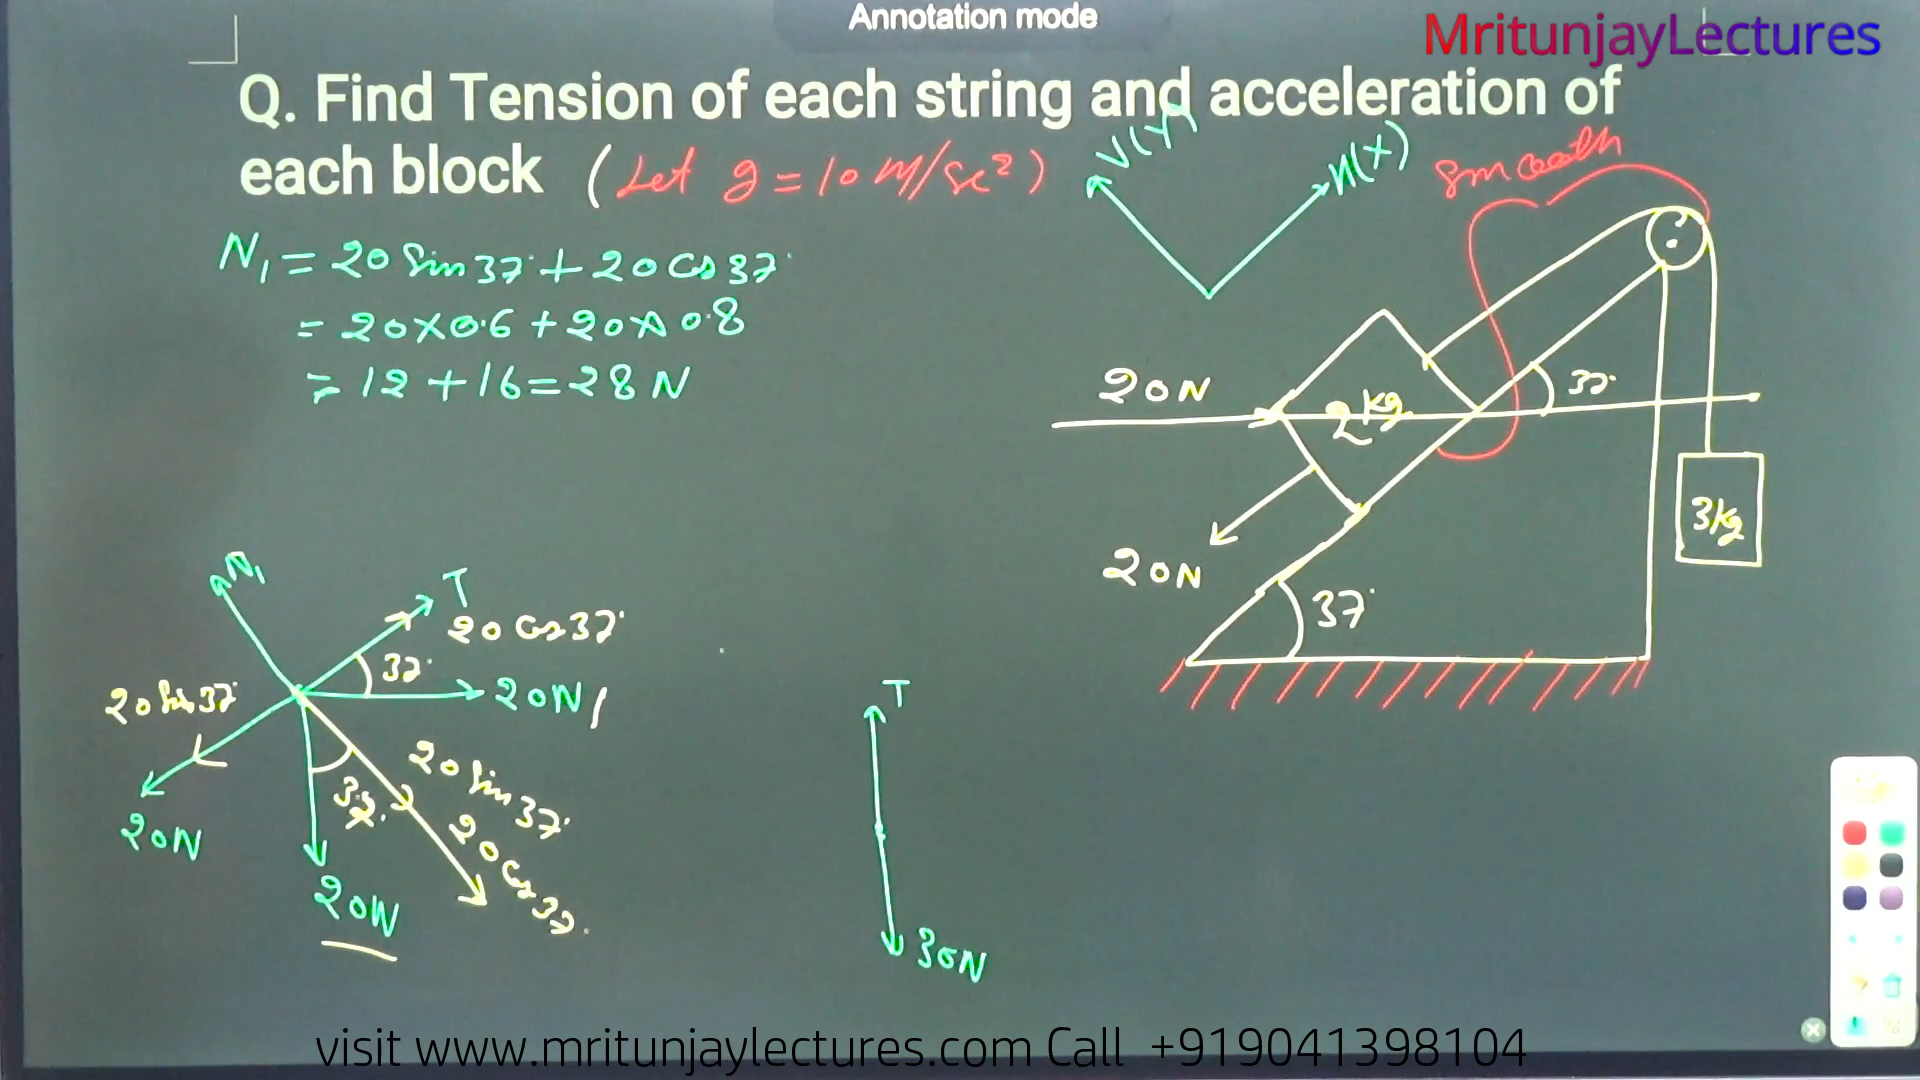 Annotation mode
MritunjayLectures
Q. Find Tension of each string and acceleration of
each block (Let g = 10 m/sec²)
V(Y)
H(X)
smooth
N₁ = 20 Sin 37° + 20 Cos 37°
= 20 × 0.6 + 20 × 0.8
= 12 + 16 = 28 N
20N
2 kg
37°
3kg
20N
37°
N₁
T
20 Cos 37°
37°
20N
20 Sin 37°
20N
37°
20 Sin 37°
20 Cos 37°
20N
T
30N
visit www.mritunjaylectures.com Call +919041398104